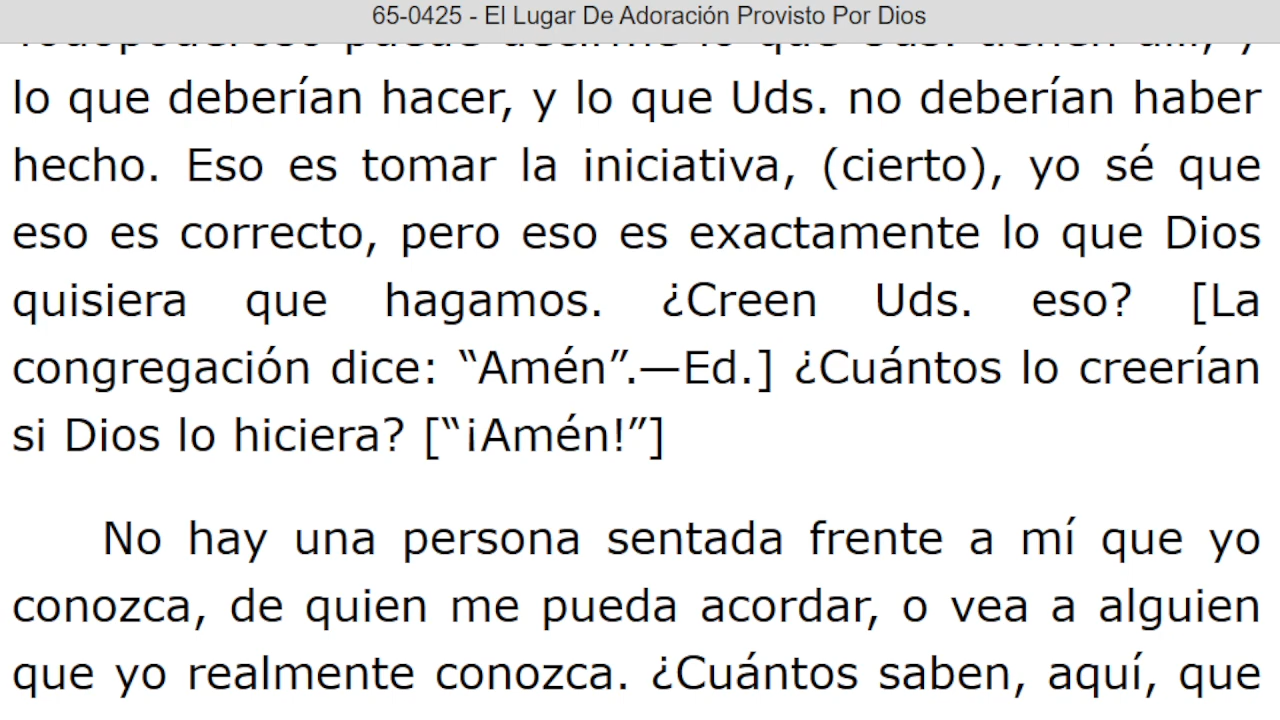 65-0425 - El Lugar De Adoración Provisto Por Dios
lo que deberían hacer, y lo que Uds. no deberían haber
hecho. Eso es tomar la iniciativa, (cierto), yo sé que
eso es correcto, pero eso es exactamente lo que Dios
quisiera que hagamos. ¿Creen Uds. eso? [La
congregación dice: “Amén”.—Ed.] ¿Cuántos lo creerían
si Dios lo hiciera? [“¡Amén!”]
No hay una persona sentada frente a mí que yo
conozca, de quien me pueda acordar, o vea a alguien
que yo realmente conozca. ¿Cuántos saben, aquí, que